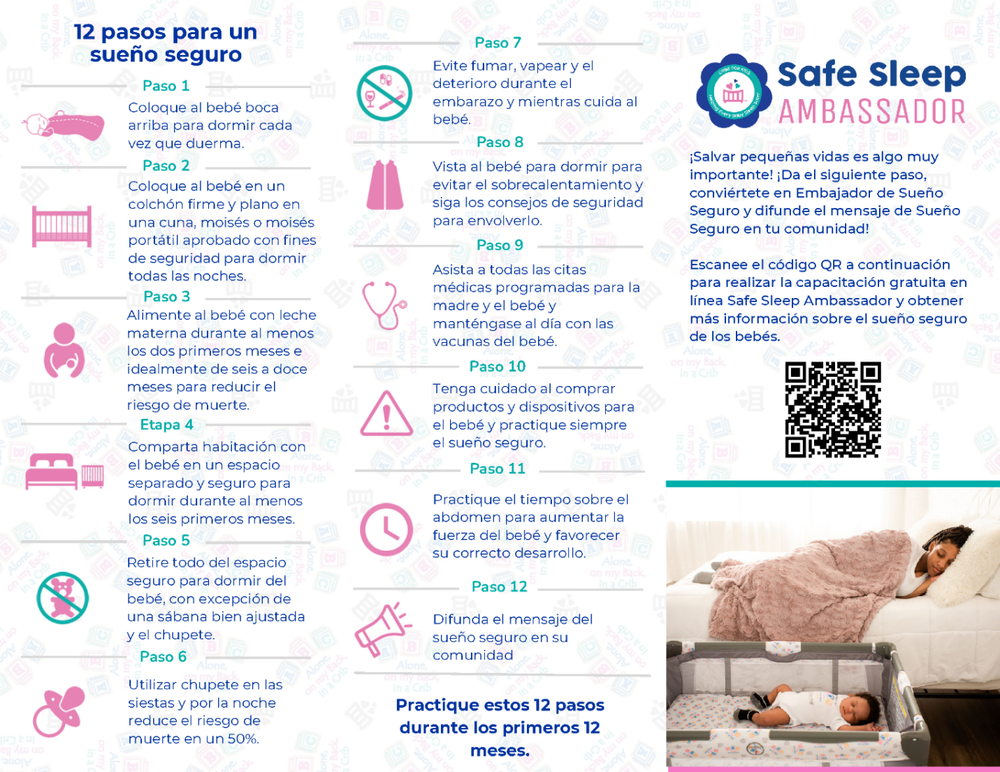 12 pasos para un
sueño seguro
Paso 1
Coloque al bebé boca
arriba para dormir cada
vez que duerma.
Paso 2
Coloque al bebé en un
colchón firme y plano en
una cuna, moisés o moisés
portátil aprobado con fines
de seguridad para dormir
todas las noches.
Paso 3
Alimente al bebé con leche
materna durante al menos
los dos primeros meses e
idealmente de seis a doce
meses para reducir el
riesgo de muerte.
Etapa 4
Comparta habitación con
el bebé en un espacio
separado y seguro para
dormir durante al menos
los seis primeros meses.
Paso 5
Retire todo del espacio
seguro para dormir del
bebé, con excepción de
una sábana bien ajustada
y el chupete.
Paso 6
Utilizar chupete en las
siestas y por la noche
reduce el riesgo de
muerte en un 50%.
Paso 7
Evite fumar, vapear y el
deterioro durante el
embarazo y mientras cuida al
bebé.
Paso 8
Vista al bebé para dormir para
evitar el sobrecalentamiento y
siga los consejos de seguridad
para envolverlo.
Paso 9
Asista a todas las citas
médicas programadas para la
madre y el bebé y
manténgase al día con las
vacunas del bebé.
Paso 10
Tenga cuidado al comprar
productos y dispositivos para
el bebé y practique siempre
el sueño seguro.
Paso 11
Practique el tiempo sobre el
abdomen para aumentar la
fuerza del bebé y favorecer
su correcto desarrollo.
Paso 12
Difunda el mensaje del
sueño seguro en su
comunidad
Practique estos 12 pasos
durante los primeros 12
meses.
CRIBS FOR KIDS
Helping Every Baby Sleep Safer
Safe Sleep
AMBASSADOR
¡Salvar pequeñas vidas es algo muy
importante! ¡Da el siguiente paso,
conviértete en Embajador de Sueño
Seguro y difunde el mensaje de Sueño
Seguro en tu comunidad!
Escanee el código QR a continuación
para realizar la capacitación gratuita en
línea Safe Sleep Ambassador y obtener
más información sobre el sueño seguro
de los bebés.
Alone,
on my Back,
in a Crib